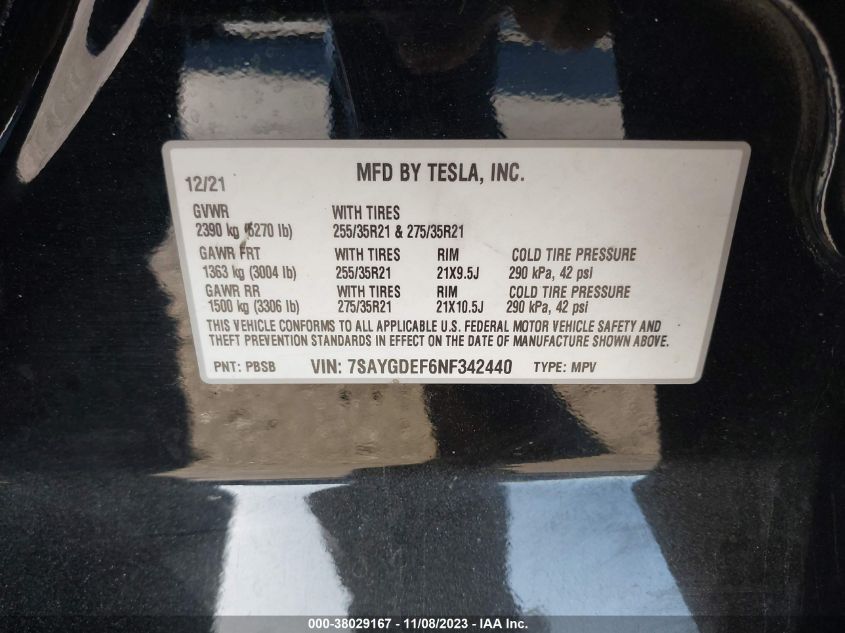 MFD BY TESLA, INC.
12/21
GVWR WITH TIRES
2390 kg (6270 lb) 255/35R21 & 275/35R21
GAWR FRT WITH TIRES RIM COLD TIRE PRESSURE
1363 kg (3004 lb) 255/35R21 21X9.5J 290 kPa, 42 psi
GAWR RR WITH TIRES RIM COLD TIRE PRESSURE
1500 kg (3306 lb) 275/35R21 21X10.5J 290 kPa, 42 psi
THIS VEHICLE CONFORMS TO ALL APPLICABLE U.S. FEDERAL MOTOR VEHICLE SAFETY AND
THEFT PREVENTION STANDARDS IN EFFECT ON THE DATE OF MANUFACTURE SHOWN ABOVE.
PNT: PBSB VIN: 7SAYGDEF6NF342440 TYPE: MPV
000-38029167 - 11/08/2023 - IAA Inc.